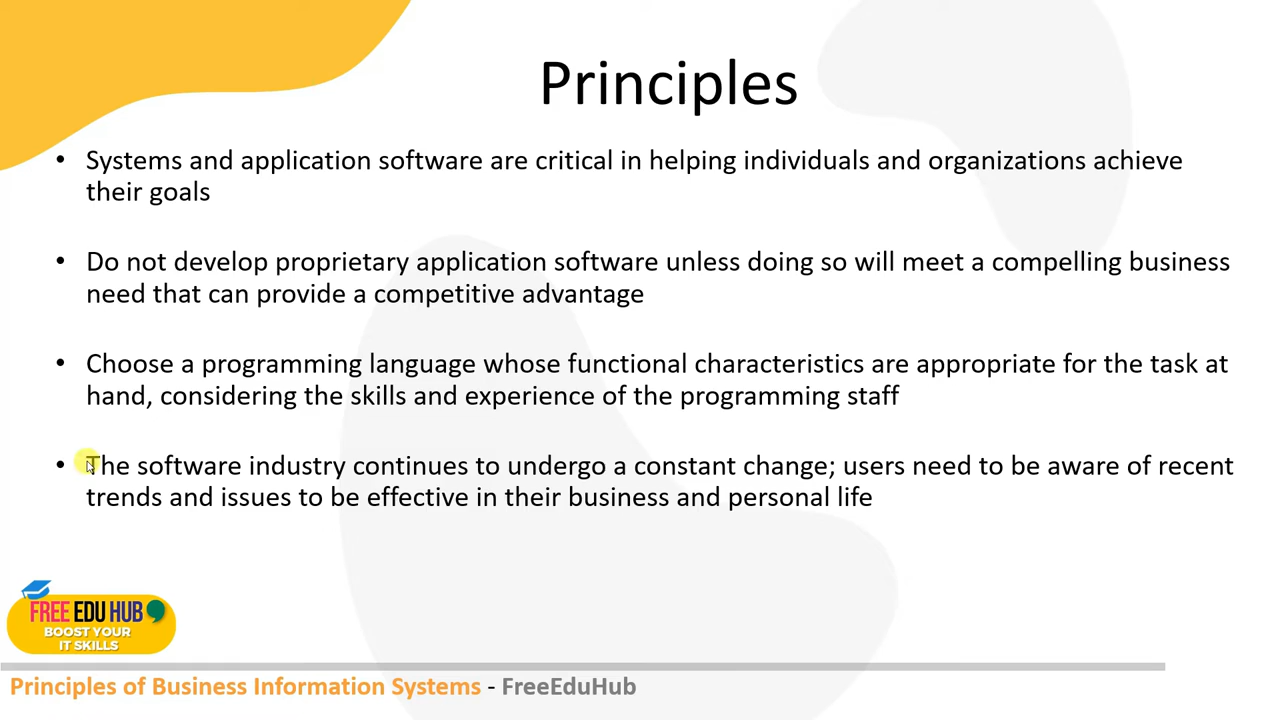 Principles
• Systems and application software are critical in helping individuals and organizations achieve
their goals
• Do not develop proprietary application software unless doing so will meet a compelling business
need that can provide a competitive advantage
• Choose a programming language whose functional characteristics are appropriate for the task at
hand, considering the skills and experience of the programming staff
• The software industry continues to undergo a constant change; users need to be aware of recent
trends and issues to be effective in their business and personal life
FREE EDU HUB
BOOST YOUR
IT SKILLS
Principles of Business Information Systems - FreeEduHub